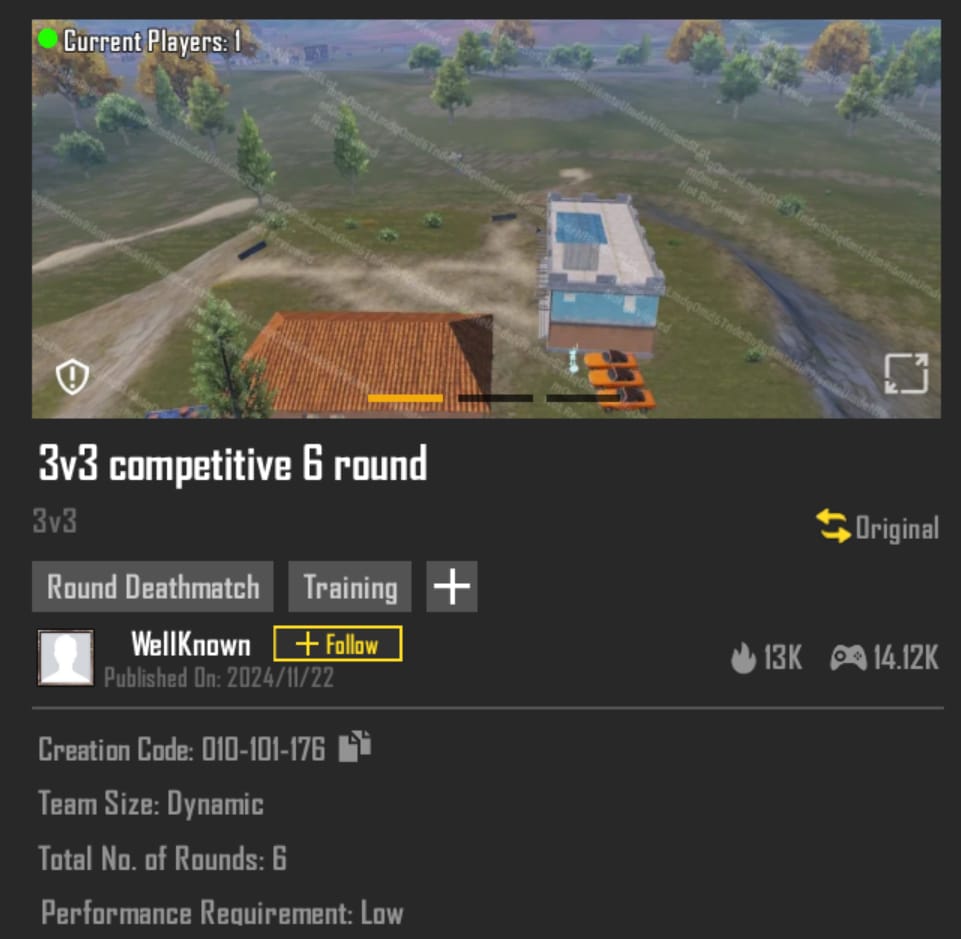 Current Players: 1
3v3 competitive 6 round
3v3
Original
Round Deathmatch
Training
WellKnown
+ Follow
Published On: 2024/11/22
13K
14.12K
Creation Code: 010-101-176
Team Size: Dynamic
Total No. of Rounds: 6
Performance Requirement: Low